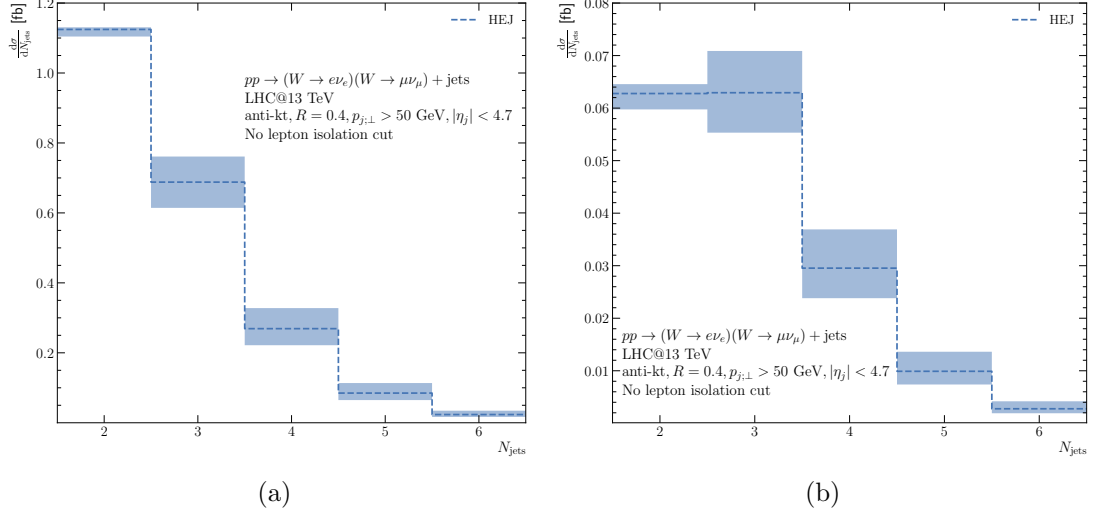 dσ/dN_jets [fb]
1.2
1.0
0.8
0.6
0.4
0.2
HEJ
pp → (W → eν_e)(W → μν_μ) + jets
LHC@13 TeV
anti-kt, R = 0.4, p_{j;⊥} > 50 GeV, |η_j| < 4.7
No lepton isolation cut
2 3 4 5 6
N_jets
(a)
dσ/dN_jets [fb]
0.08
0.07
0.06
0.05
0.04
0.03
0.02
0.01
HEJ
pp → (W → eν_e)(W → μν_μ) + jets
LHC@13 TeV
anti-kt, R = 0.4, p_{j;⊥} > 50 GeV, |η_j| < 4.7
No lepton isolation cut
2 3 4 5 6
N_jets
(b)